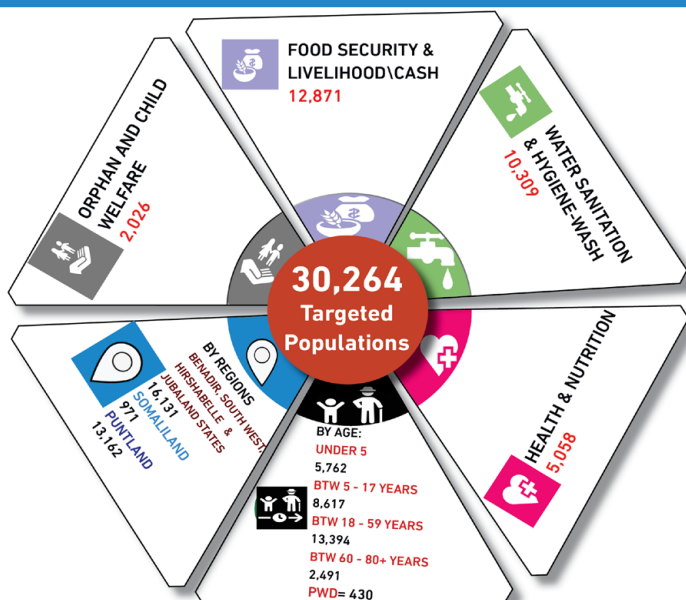 FOOD SECURITY &
LIVELIHOOD\CASH
12,871
ORPHAN AND CHILD
WELFARE
2,026
WATER SANITATION
& HYGIENE-WASH
10,309
30,264
Targeted
Populations
BY REGIONS
BENADIR, SOUTH WEST,
HIRSHABELLE &
JUBALAND STATES
16,131
SOMALILAND
971
PUNTLAND
13,162
HEALTH & NUTRITION
5,058
BY AGE:
UNDER 5
5,762
BTW 5 - 17 YEARS
8,617
BTW 18 - 59 YEARS
13,394
BTW 60 - 80+ YEARS
2,491
PWD= 430